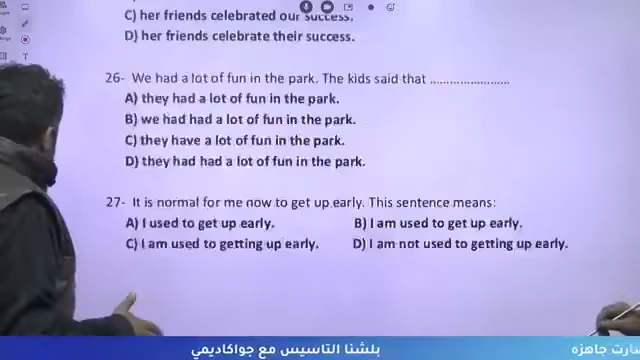 C) her friends celebrated our success.
D) her friends celebrate their success.
26- We had a lot of fun in the park. The kids said that ........................
A) they had a lot of fun in the park.
B) we had had a lot of fun in the park.
C) they have a lot of fun in the park.
D) they had had a lot of fun in the park.
27- It is normal for me now to get up early. This sentence means:
A) I used to get up early. B) I am used to get up early.
C) I am used to getting up early. D) I am not used to getting up early.
بلشنا التاسيس مع جواكاديمي
جاهزه